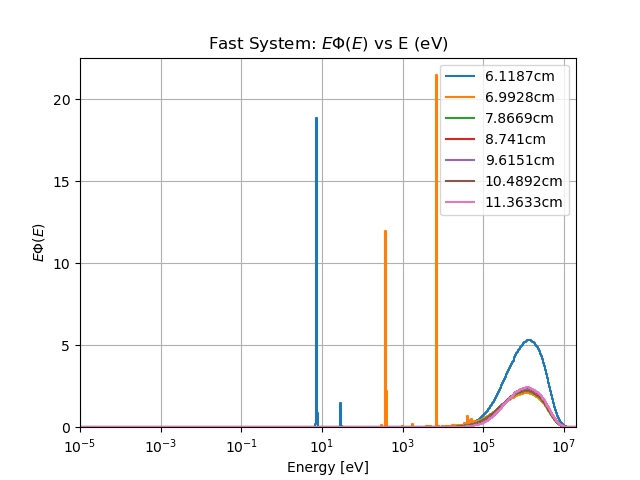 Fast System: EΦ(E) vs E (eV)
6.1187cm
6.9928cm
7.8669cm
8.741cm
9.6151cm
10.4892cm
11.3633cm
EΦ(E)
20
15
10
5
0
10⁻⁵ 10⁻³ 10⁻¹ 10¹ 10³ 10⁵ 10⁷
Energy [eV]